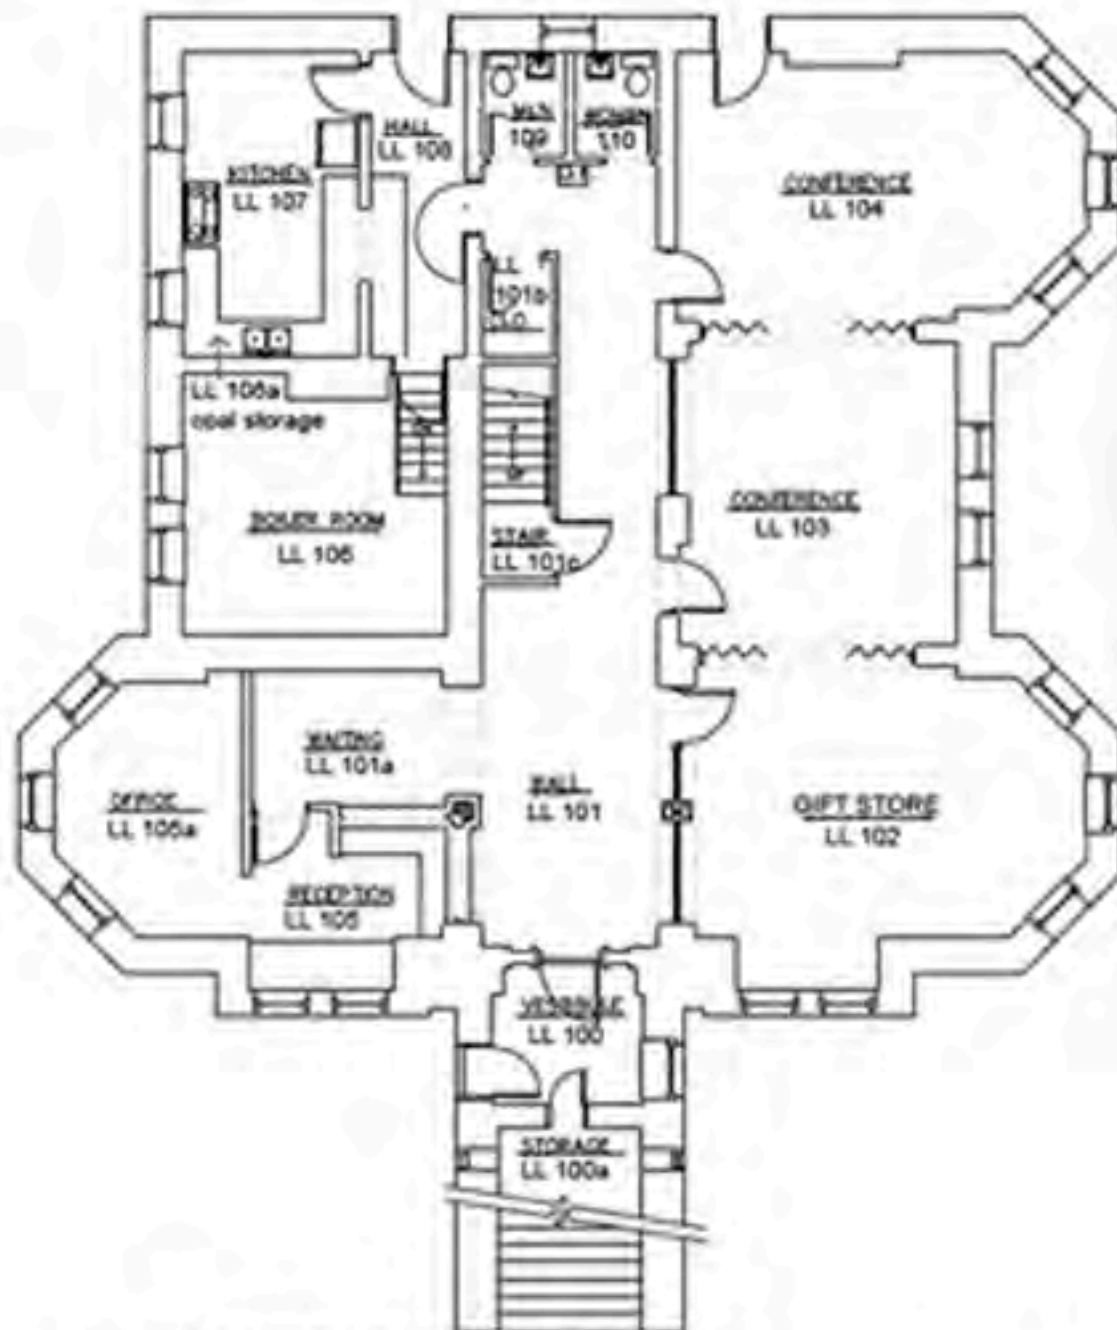 HALL
LL 108
MEN
109
WOMEN
110
KITCHEN
LL 107
CONFERENCE
LL 104
LL
101b
LL 106a
coal storage
BOILER ROOM
LL 106
STAIR
LL 101c
CONFERENCE
LL 103
WAITING
LL 101a
OFFICE
LL 105a
HALL
LL 101
GIFT STORE
LL 102
RECEPTION
LL 105
VESTIBULE
LL 100
STORAGE
LL 100a